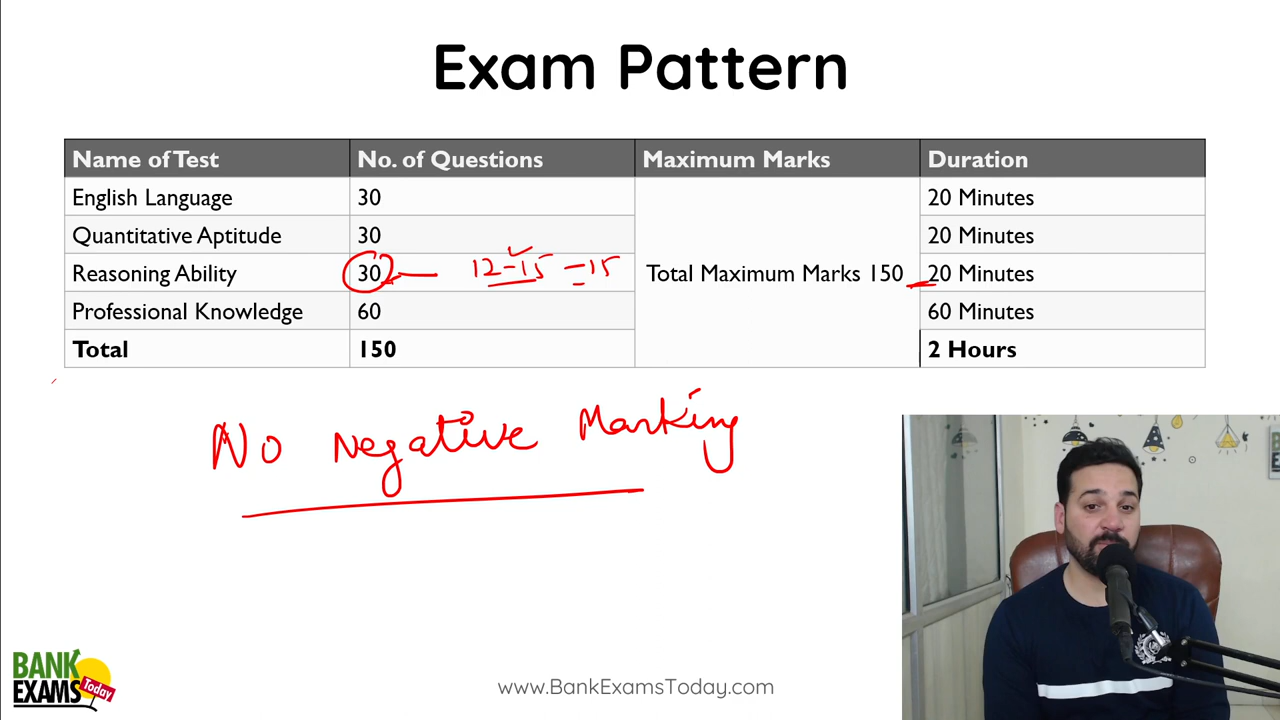 Exam Pattern
Name of Test No. of Questions Maximum Marks Duration
English Language 30 20 Minutes
Quantitative Aptitude 30 20 Minutes
Reasoning Ability 30 12-15 -15 Total Maximum Marks 150 20 Minutes
Professional Knowledge 60 60 Minutes
Total 150 2 Hours
No Negative Marking
BANK
EXAMS Today
www.BankExamsToday.com